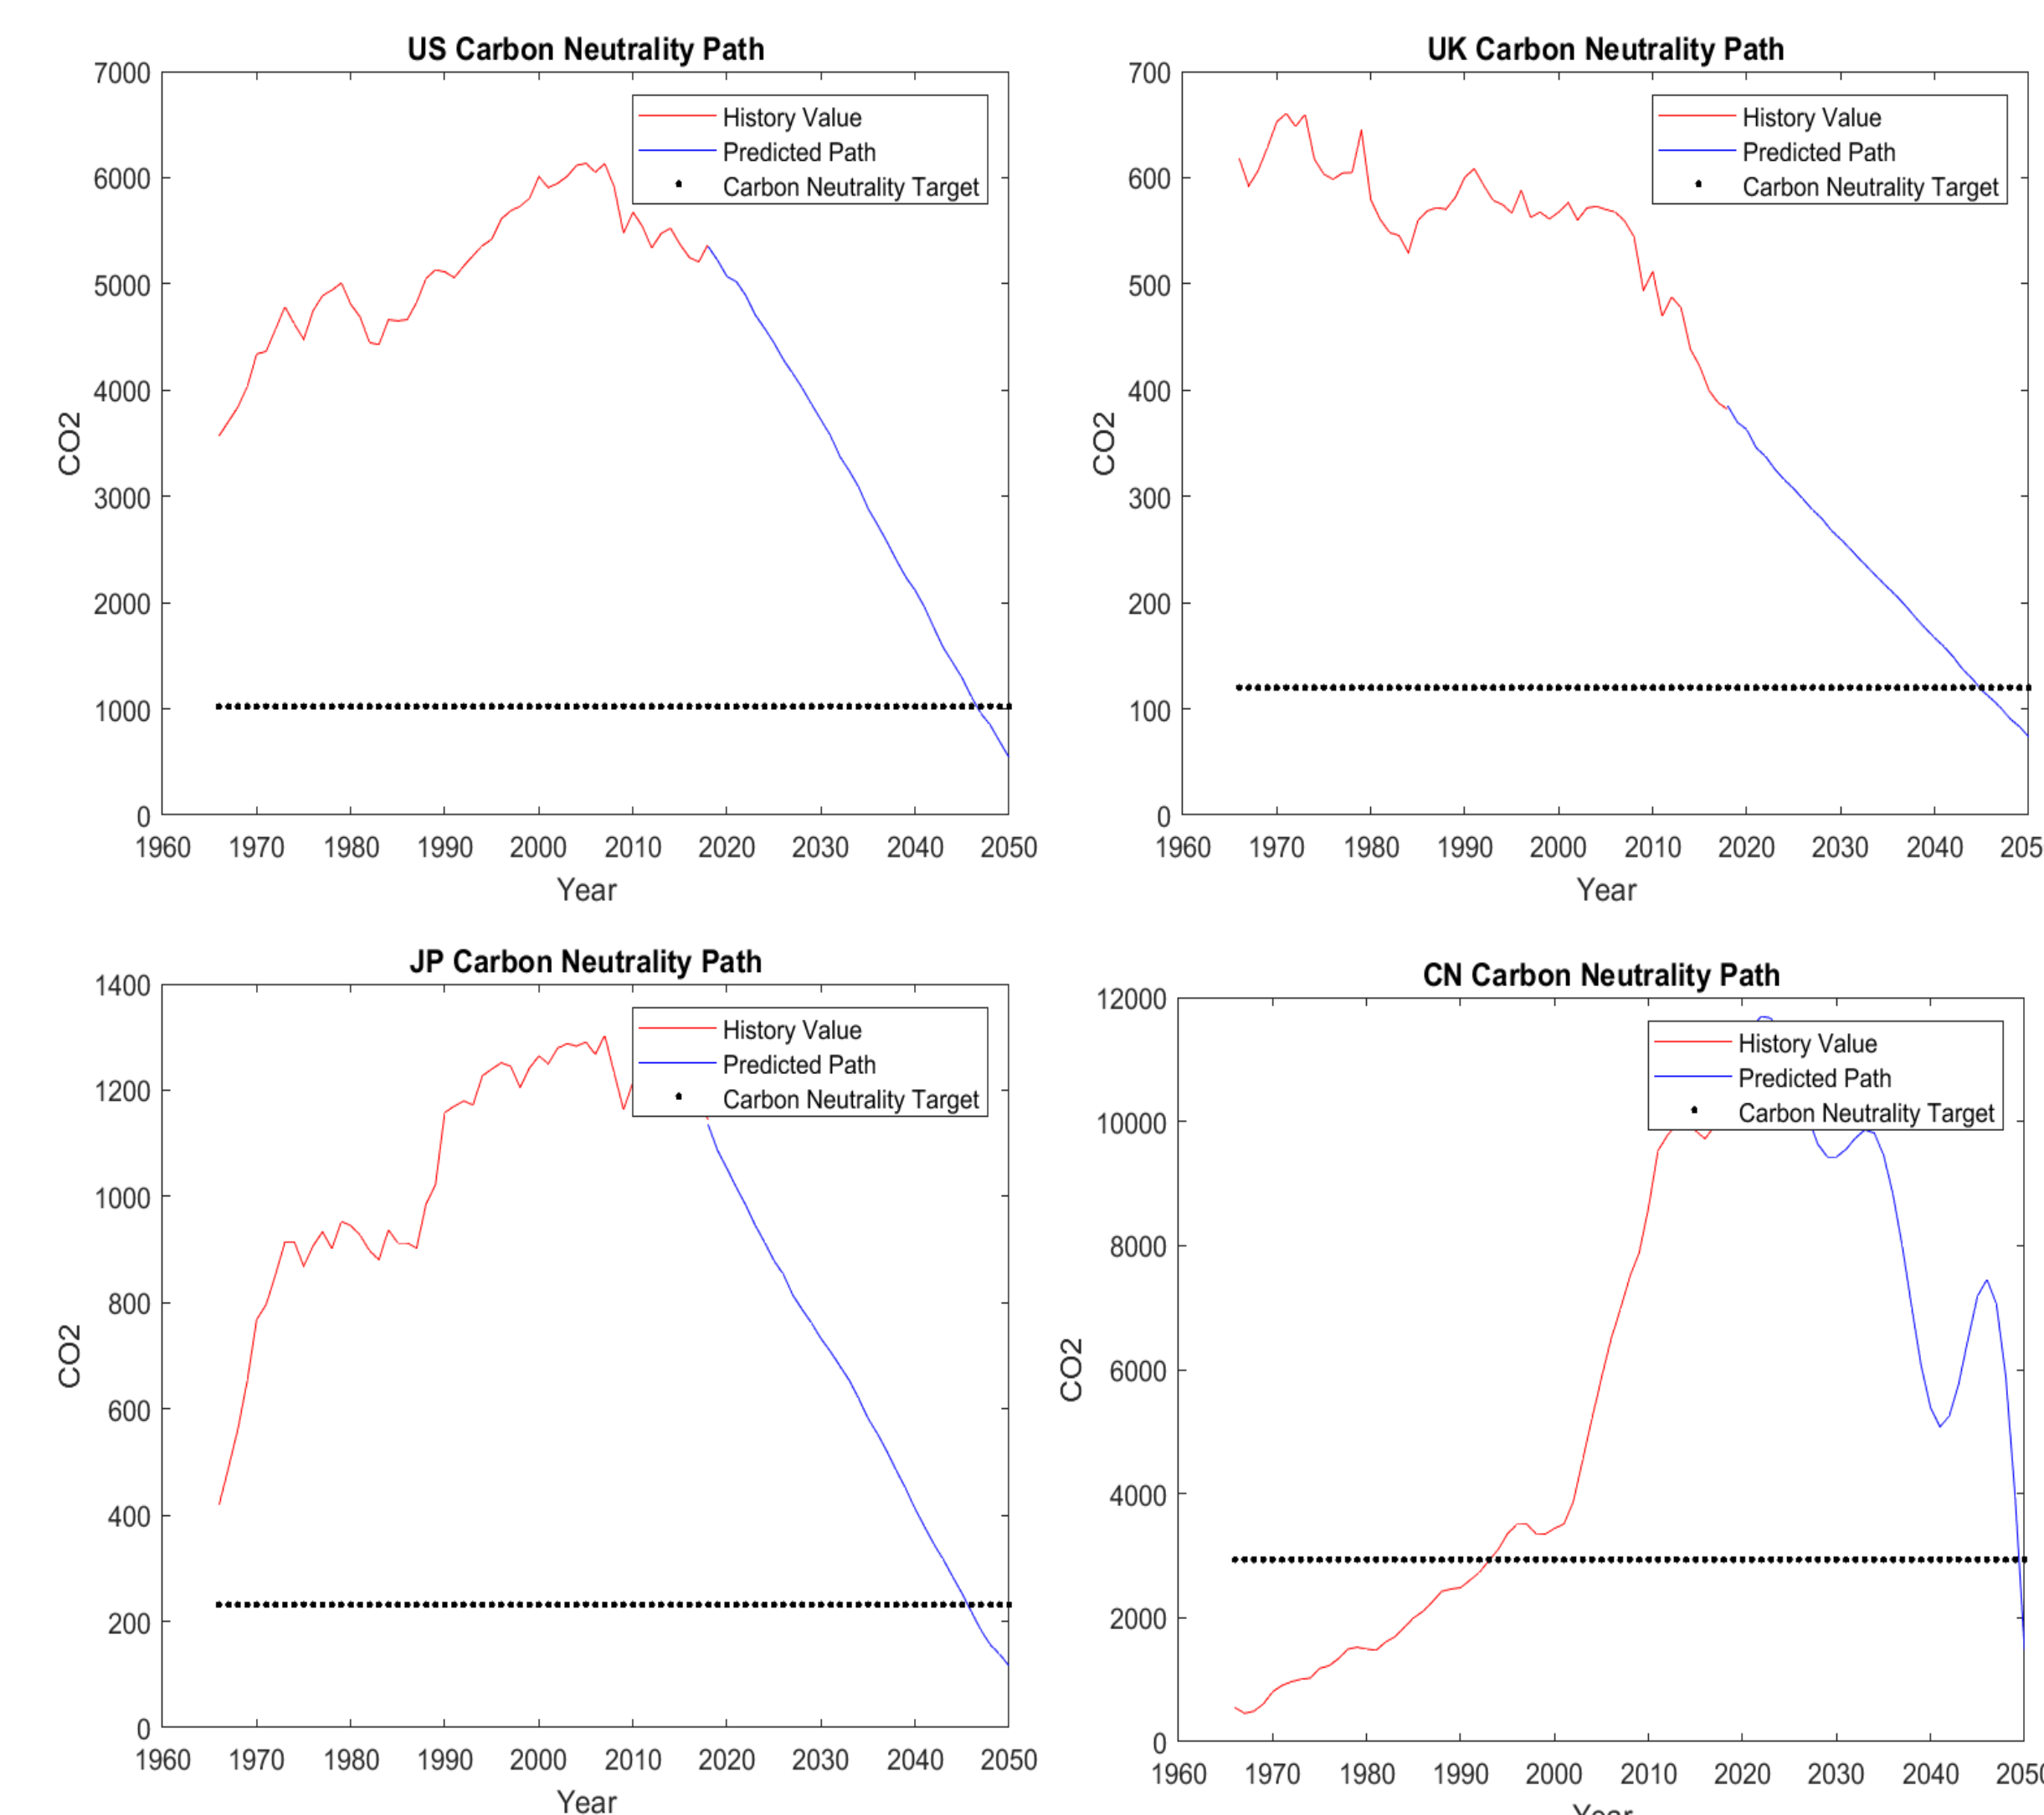 US Carbon Neutrality Path
7000
6000
5000
4000
3000
2000
1000
0
CO2
History Value
Predicted Path
Carbon Neutrality Target
1960 1970 1980 1990 2000 2010 2020 2030 2040 2050
Year
UK Carbon Neutrality Path
700
600
500
400
300
200
100
0
CO2
History Value
Predicted Path
Carbon Neutrality Target
1960 1970 1980 1990 2000 2010 2020 2030 2040 205
Year
JP Carbon Neutrality Path
1400
1200
1000
800
600
400
200
0
CO2
History Value
Predicted Path
Carbon Neutrality Target
1960 1970 1980 1990 2000 2010 2020 2030 2040 2050
Year
CN Carbon Neutrality Path
12000
10000
8000
6000
4000
2000
0
CO2
History Value
Predicted Path
Carbon Neutrality Target
1960 1970 1980 1990 2000 2010 2020 2030 2040 205
Year